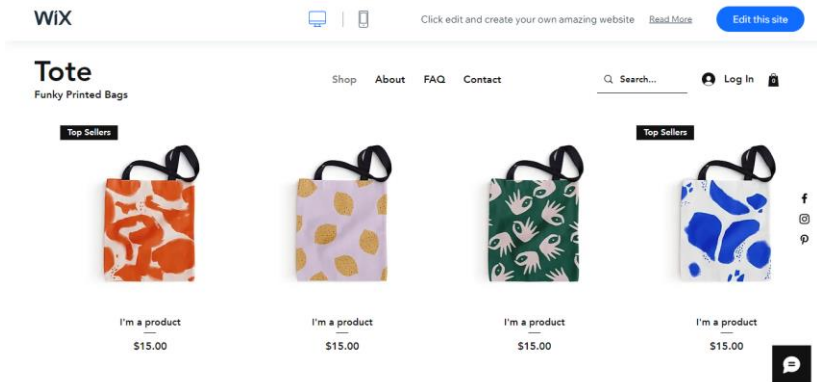 WiX
Click edit and create your own amazing website Read More Edit this site
Tote
Funky Printed Bags
Shop About FAQ Contact
Search... Log In 0
Top Sellers Top Sellers
I'm a product I'm a product I'm a product I'm a product
$15.00 $15.00 $15.00 $15.00